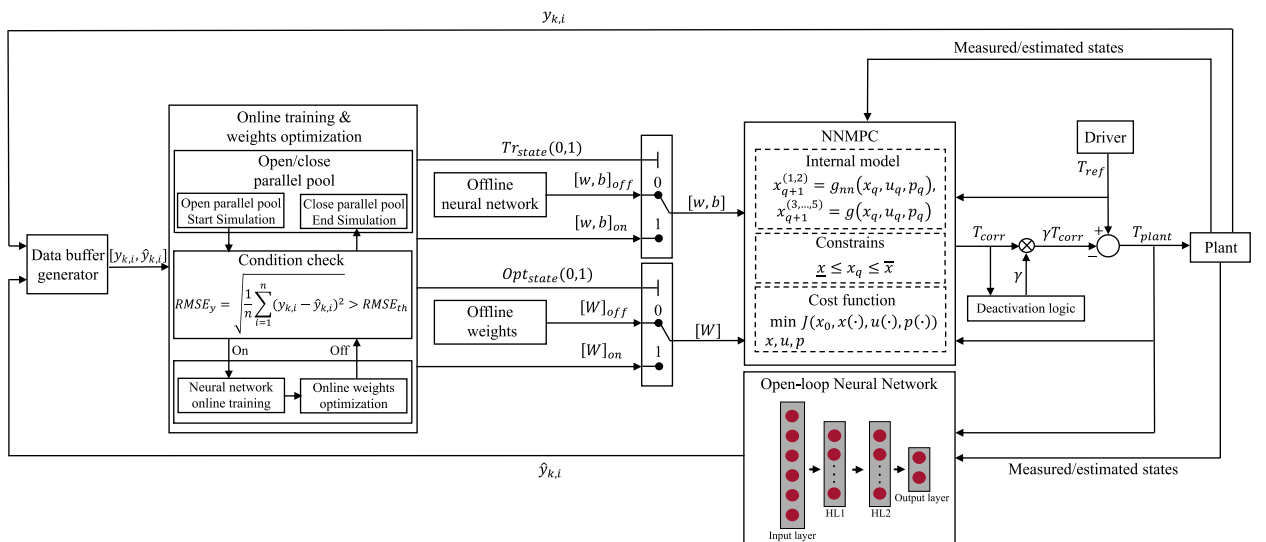 y_{k,i}
Measured/estimated states
Online training &
weights optimization
Open/close
parallel pool
Open parallel pool
Start Simulation
Close parallel pool
End Simulation
Data buffer
generator
[y_{k,i}, ŷ_{k,i}]
Condition check
RMSE_y = √(1/n ∑_{i=1}^{n} (y_{k,i} − ŷ_{k,i})²) > RMSE_{th}
On
Off
Neural network
online training
Online weights
optimization
Tr_{state}(0,1)
Offline
neural network
[w, b]_{off}
0
[w, b]_{on}
1
[w, b]
Opt_{state}(0,1)
Offline
weights
[W]_{off}
0
[W]_{on}
1
[W]
NNMPC
Internal model
x_{q+1}^{(1,2)} = g_{nn}(x_q, u_q, p_q),
x_{q+1}^{(3,…,5)} = g(x_q, u_q, p_q)
Constrains
x̲ ≤ x_q ≤ x̅
Cost function
min J(x_0, x(·), u(·), p(·))
x, u, p
Driver
T_{ref}
T_{corr}
γT_{corr}
+
−
T_{plant}
Plant
γ
Deactivation logic
Open-loop Neural Network
Input layer
HL1
HL2
Output layer
Measured/estimated states
ŷ_{k,i}